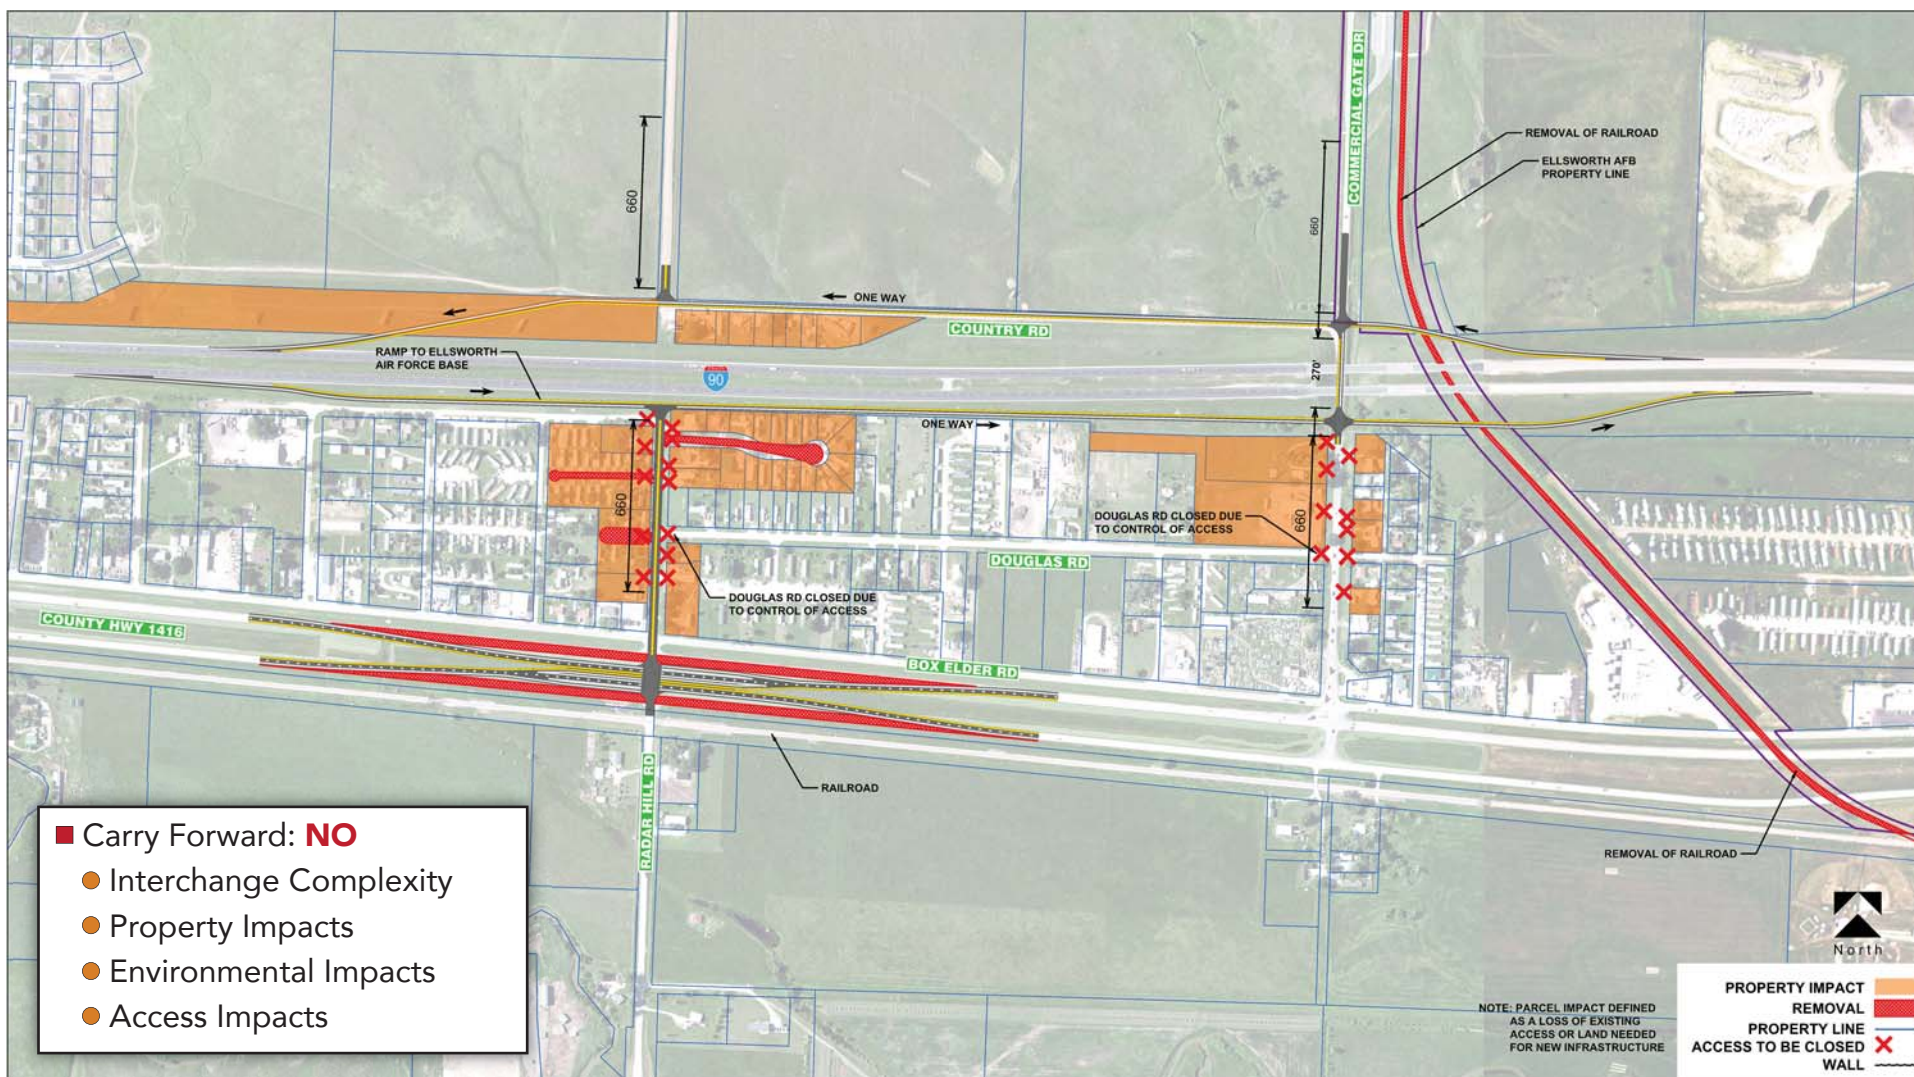 COMMERCIAL GATE DR
REMOVAL OF RAILROAD
ELLSWORTH AFB
PROPERTY LINE
660
660
ONE WAY
COUNTRY RD
RAMP TO ELLSWORTH
AIR FORCE BASE
90
270'
ONE WAY
660
660
DOUGLAS RD CLOSED DUE
TO CONTROL OF ACCESS
DOUGLAS RD
DOUGLAS RD CLOSED DUE
TO CONTROL OF ACCESS
COUNTY HWY 1416
BOX ELDER RD
RADAR HILL RD
RAILROAD
REMOVAL OF RAILROAD
Carry Forward: NO
Interchange Complexity
Property Impacts
Environmental Impacts
Access Impacts
North
NOTE: PARCEL IMPACT DEFINED
AS A LOSS OF EXISTING
ACCESS OR LAND NEEDED
FOR NEW INFRASTRUCTURE
PROPERTY IMPACT
REMOVAL
PROPERTY LINE
ACCESS TO BE CLOSED
WALL